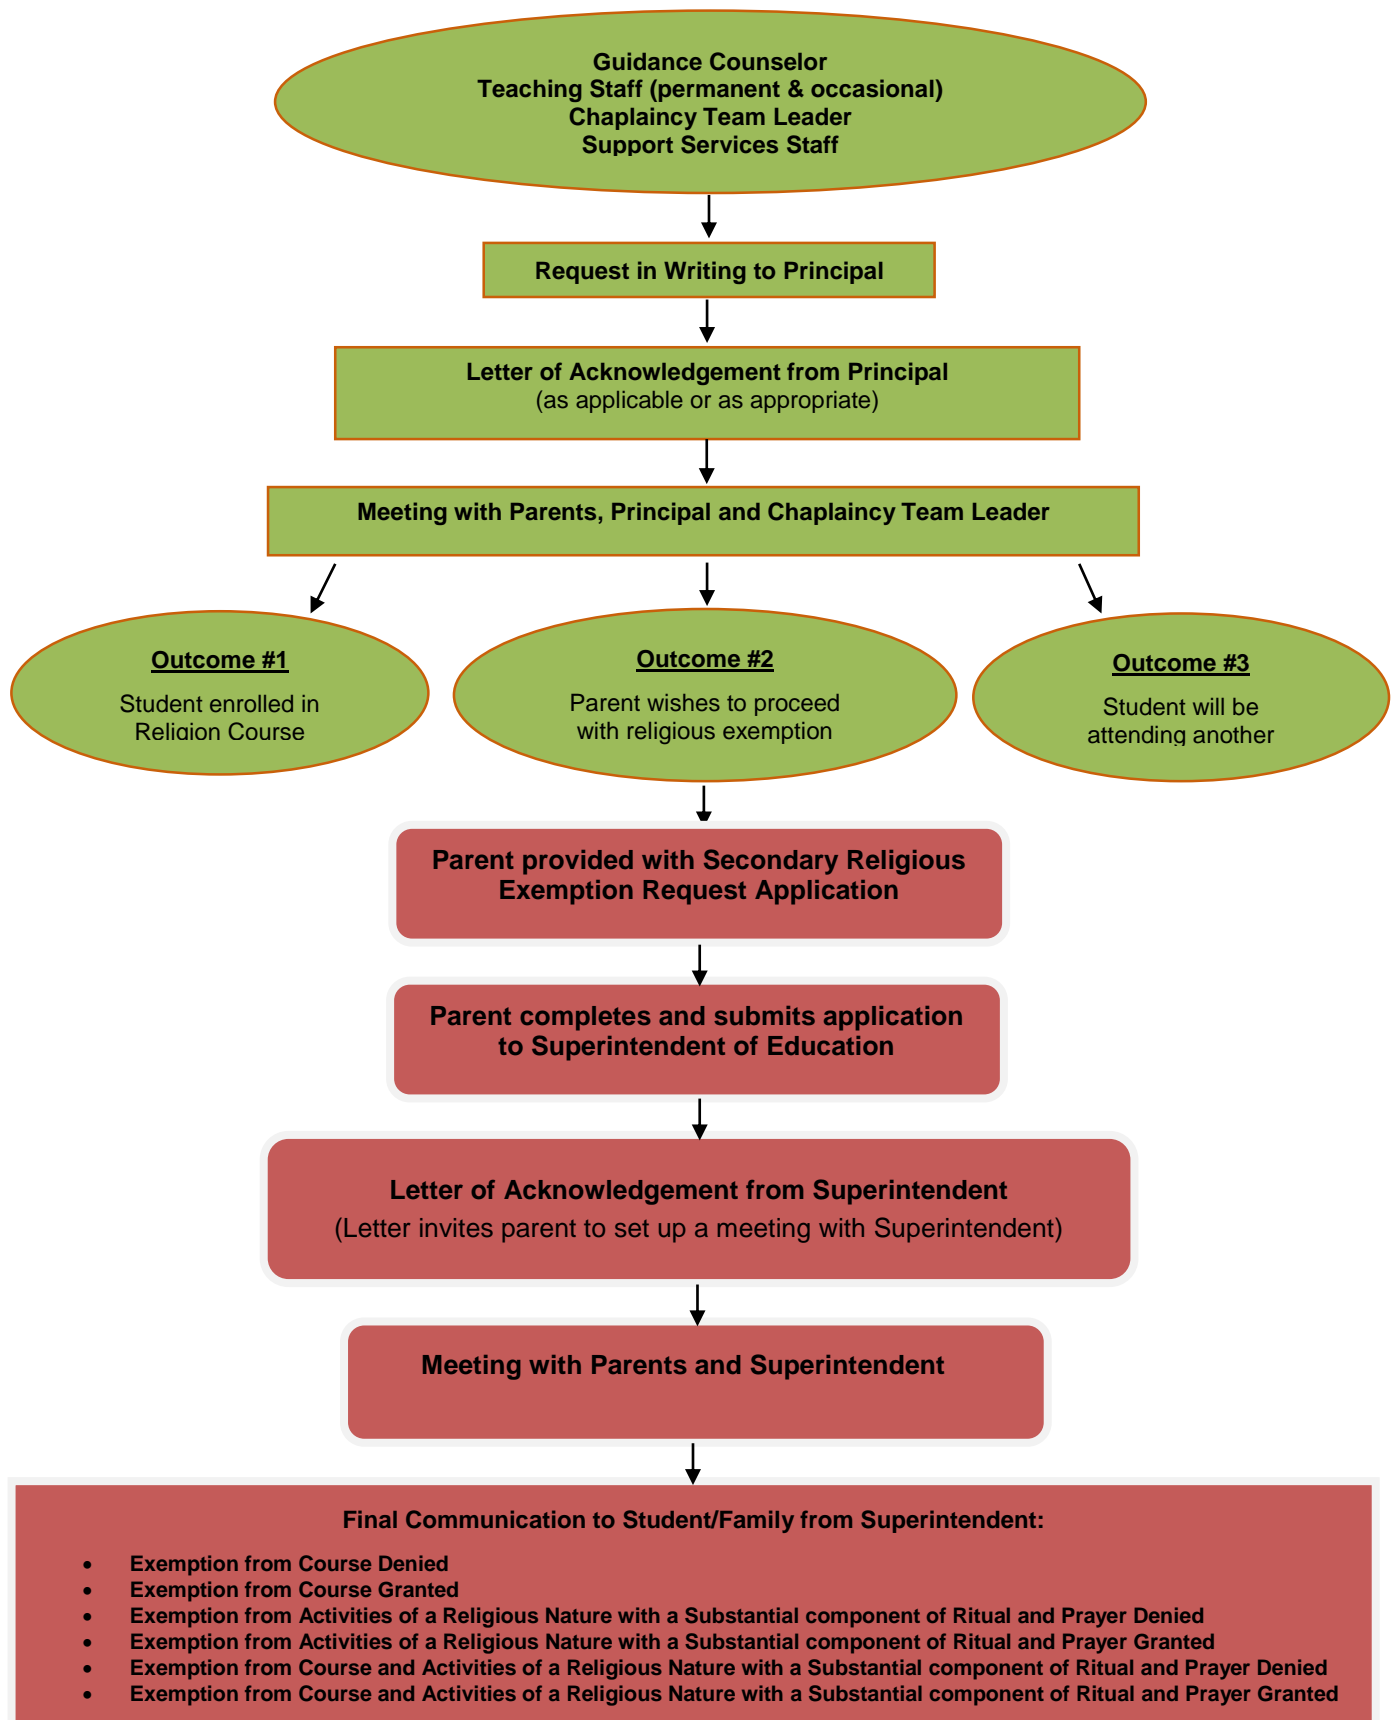 Guidance Counselor
Teaching Staff (permanent & occasional)
Chaplaincy Team Leader
Support Services Staff
Request in Writing to Principal
Letter of Acknowledgement from Principal
(as applicable or as appropriate)
Meeting with Parents, Principal and Chaplaincy Team Leader
Outcome #1
Student enrolled in
Religion Course
Outcome #2
Parent wishes to proceed
with religious exemption
Outcome #3
Student will be
attending another
Parent provided with Secondary Religious
Exemption Request Application
Parent completes and submits application
to Superintendent of Education
Letter of Acknowledgement from Superintendent
(Letter invites parent to set up a meeting with Superintendent)
Meeting with Parents and Superintendent
Final Communication to Student/Family from Superintendent:
• Exemption from Course Denied
• Exemption from Course Granted
• Exemption from Activities of a Religious Nature with a Substantial component of Ritual and Prayer Denied
• Exemption from Activities of a Religious Nature with a Substantial component of Ritual and Prayer Granted
• Exemption from Course and Activities of a Religious Nature with a Substantial component of Ritual and Prayer Denied
• Exemption from Course and Activities of a Religious Nature with a Substantial component of Ritual and Prayer Granted